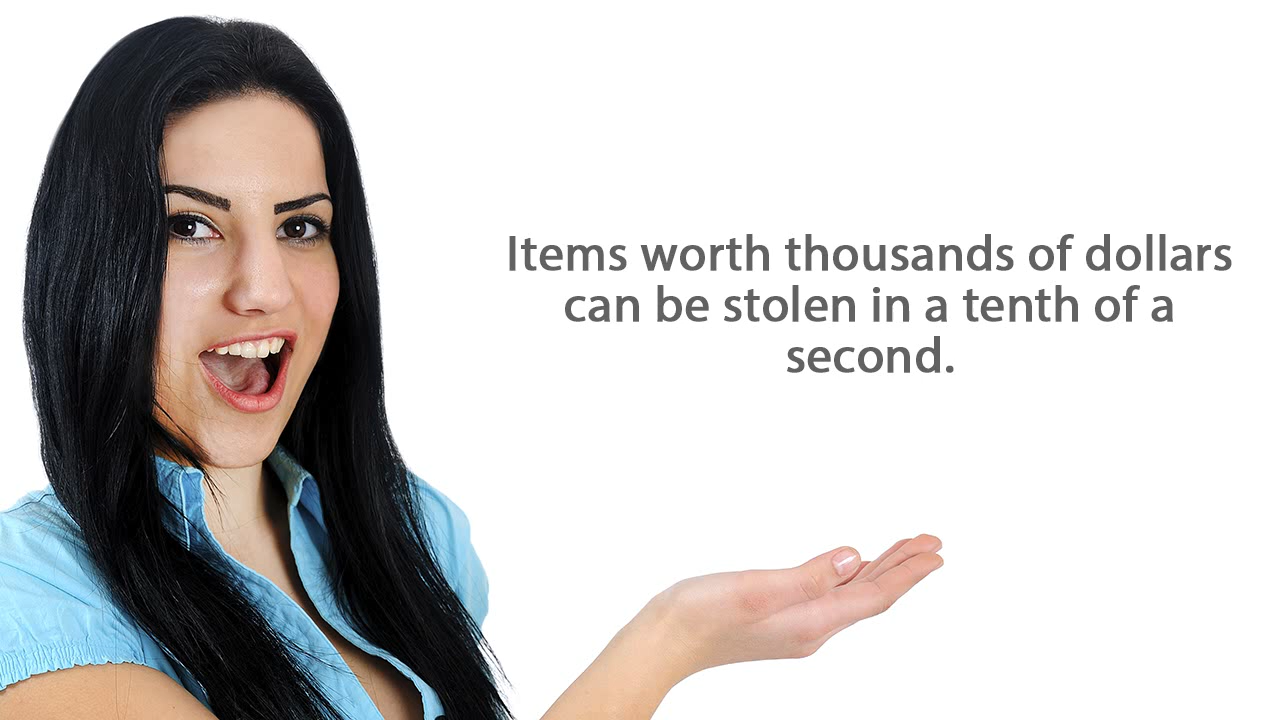 Items worth thousands of dollars
can be stolen in a tenth of a
second.